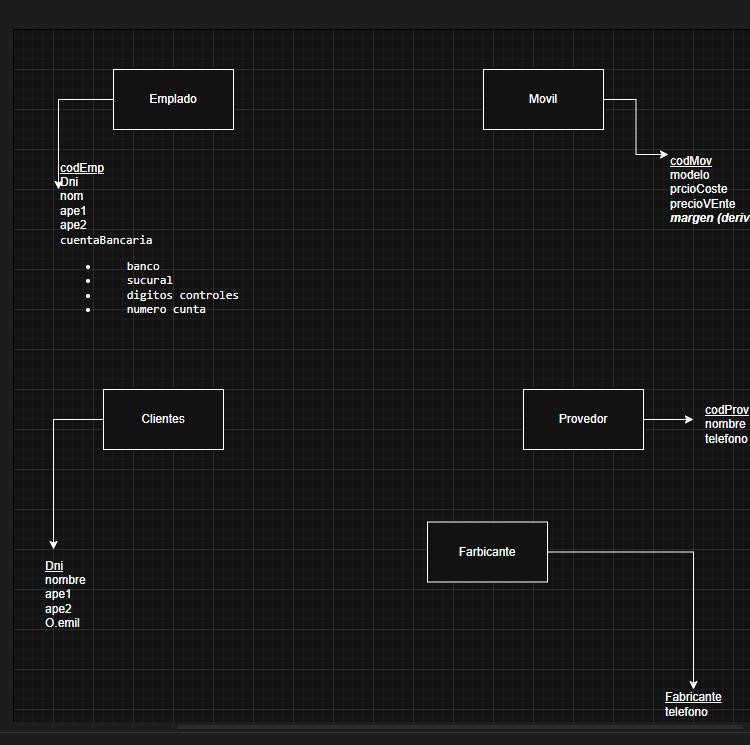 Emplado
Movil
codEmp
Dni
nom
ape1
ape2
cuentaBancaria
banco
sucural
digitos controles
numero cunta
codMov
modelo
prcioCoste
precioVEnte
margen (deriv
Clientes
Provedor
codProv
nombre
telefono
Farbicante
Dni
nombre
ape1
ape2
O.emil
Fabricante
telefono